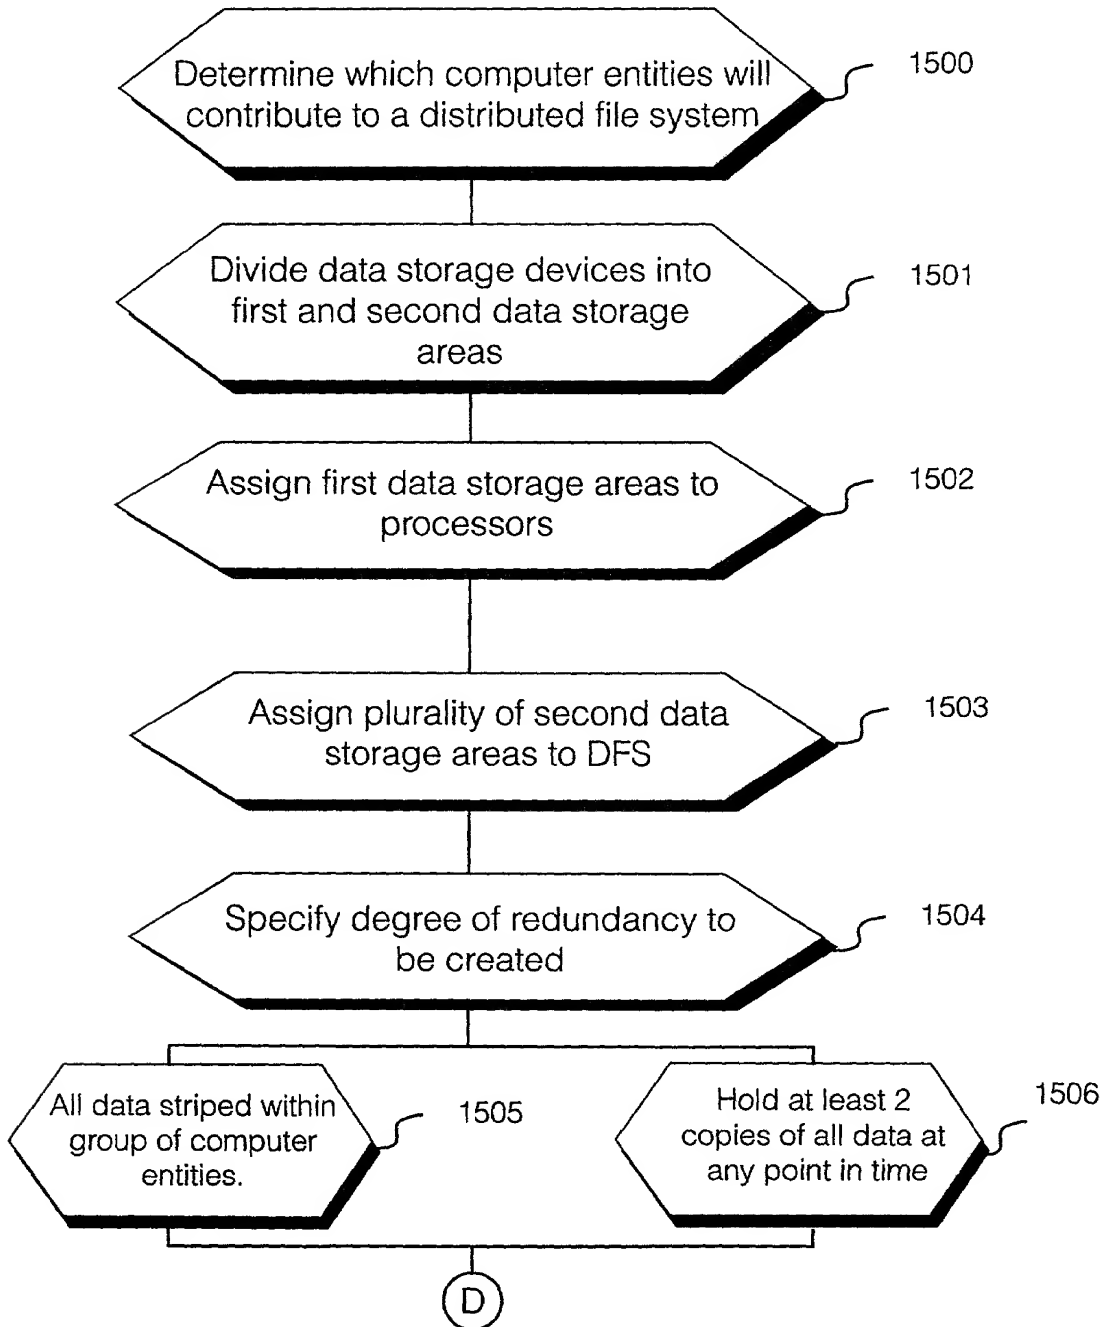 Determine which computer entities will
contribute to a distributed file system
1500
Divide data storage devices into
first and second data storage
areas
1501
Assign first data storage areas to
processors
1502
Assign plurality of second data
storage areas to DFS
1503
Specify degree of redundancy to
be created
1504
All data striped within
group of computer
entities.
1505
Hold at least 2
copies of all data at
any point in time
1506
D